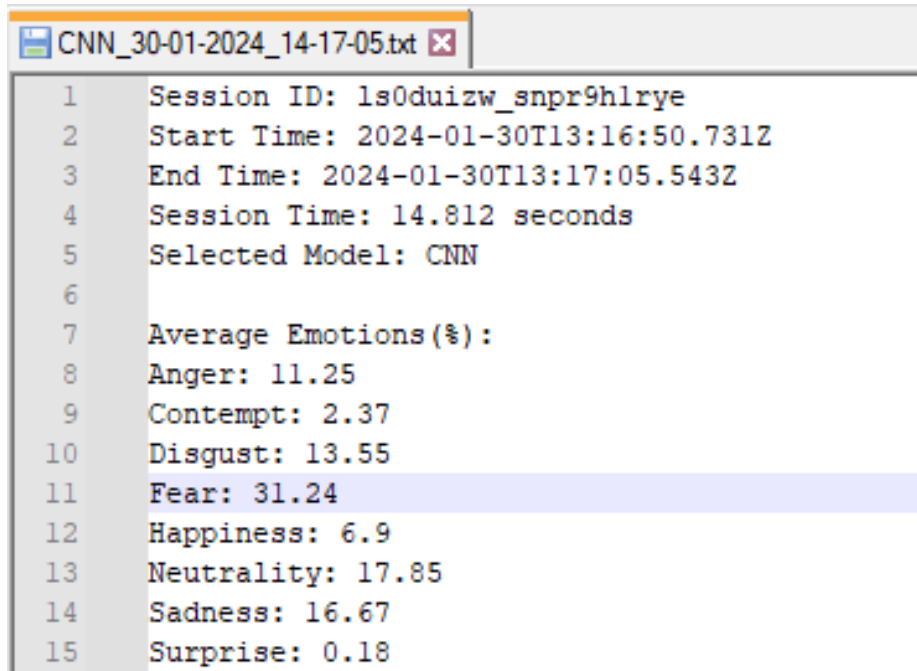 CNN_30-01-2024_14-17-05.txt
1 Session ID: ls0duizw_snpr9hlrye
2 Start Time: 2024-01-30T13:16:50.731Z
3 End Time: 2024-01-30T13:17:05.543Z
4 Session Time: 14.812 seconds
5 Selected Model: CNN
6
7 Average Emotions(%):
8 Anger: 11.25
9 Contempt: 2.37
10 Disgust: 13.55
11 Fear: 31.24
12 Happiness: 6.9
13 Neutrality: 17.85
14 Sadness: 16.67
15 Surprise: 0.18